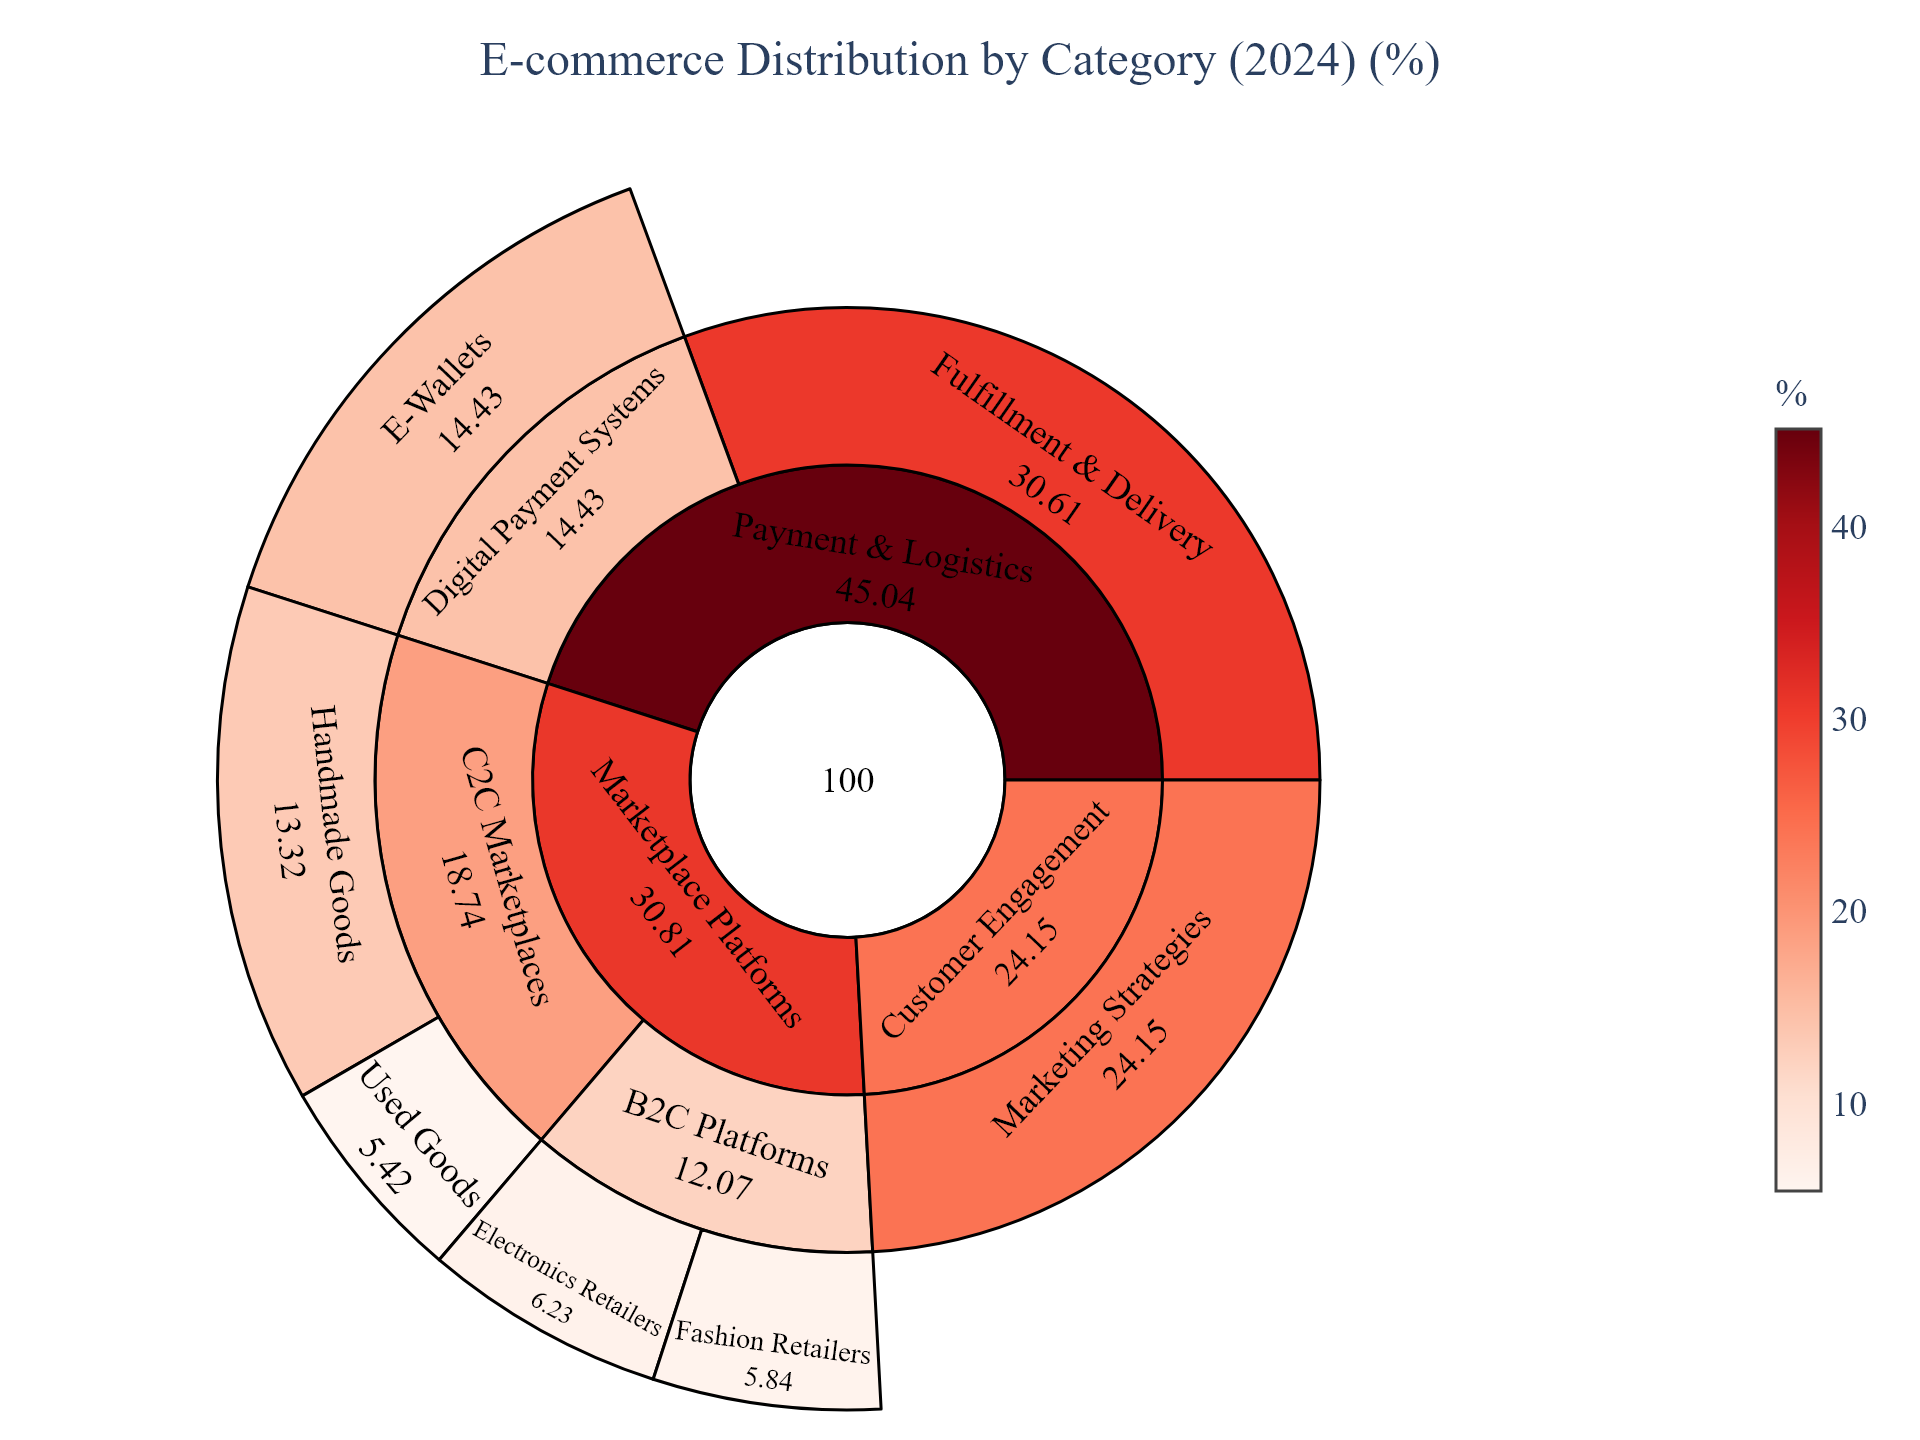 E-commerce Distribution by Category (2024) (%)
E-Wallets
14.43
Digital Payment Systems
14.43
Fulfillment & Delivery
30.61
Payment & Logistics
45.04
Handmade Goods
13.32
C2C Marketplaces
18.74
Marketplace Platforms
30.81
100
Customer Engagement
24.15
Marketing Strategies
24.15
Used Goods
5.42
B2C Platforms
12.07
Electronics Retailers
6.23
Fashion Retailers
5.84
%
40
30
20
10